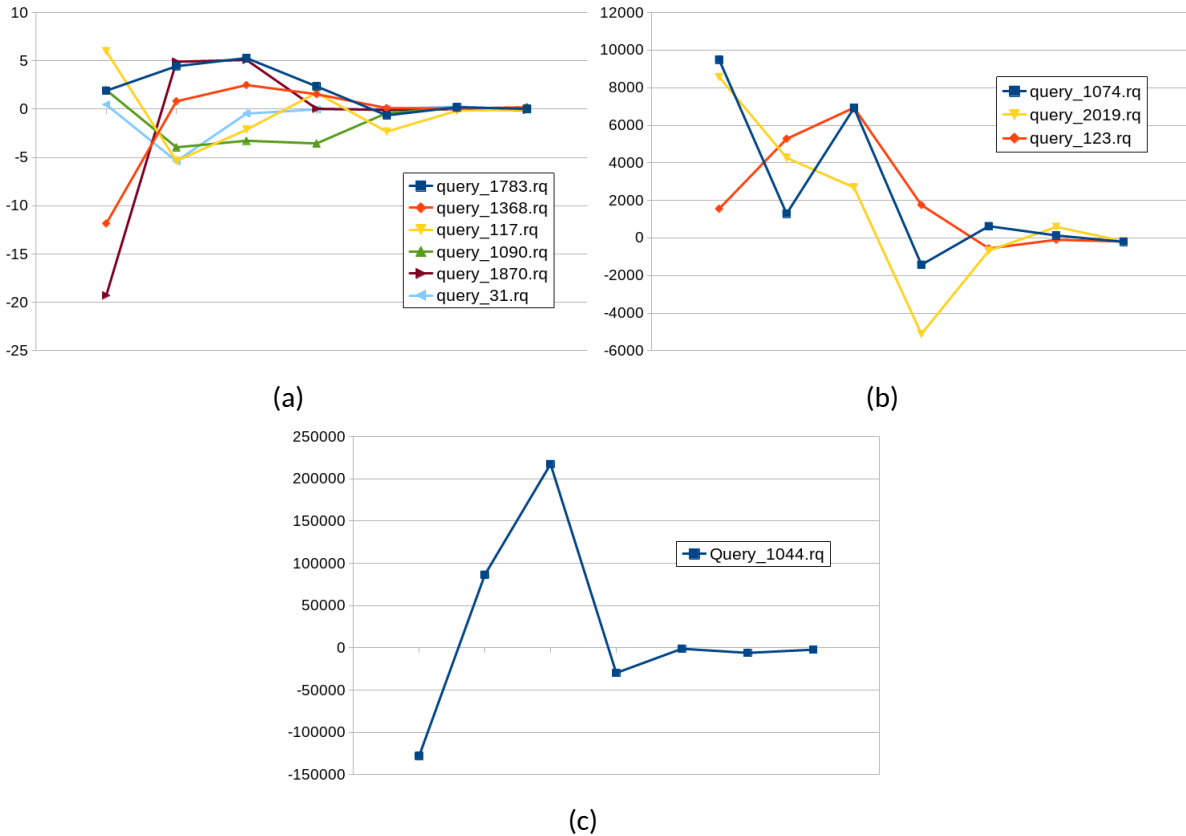 10
5
0
-5
-10
-15
-20
-25
query_1783.rq
query_1368.rq
query_117.rq
query_1090.rq
query_1870.rq
query_31.rq
(a)
12000
10000
8000
6000
4000
2000
0
-2000
-4000
-6000
query_1074.rq
query_2019.rq
query_123.rq
(b)
250000
200000
150000
100000
50000
0
-50000
-100000
-150000
Query_1044.rq
(c)